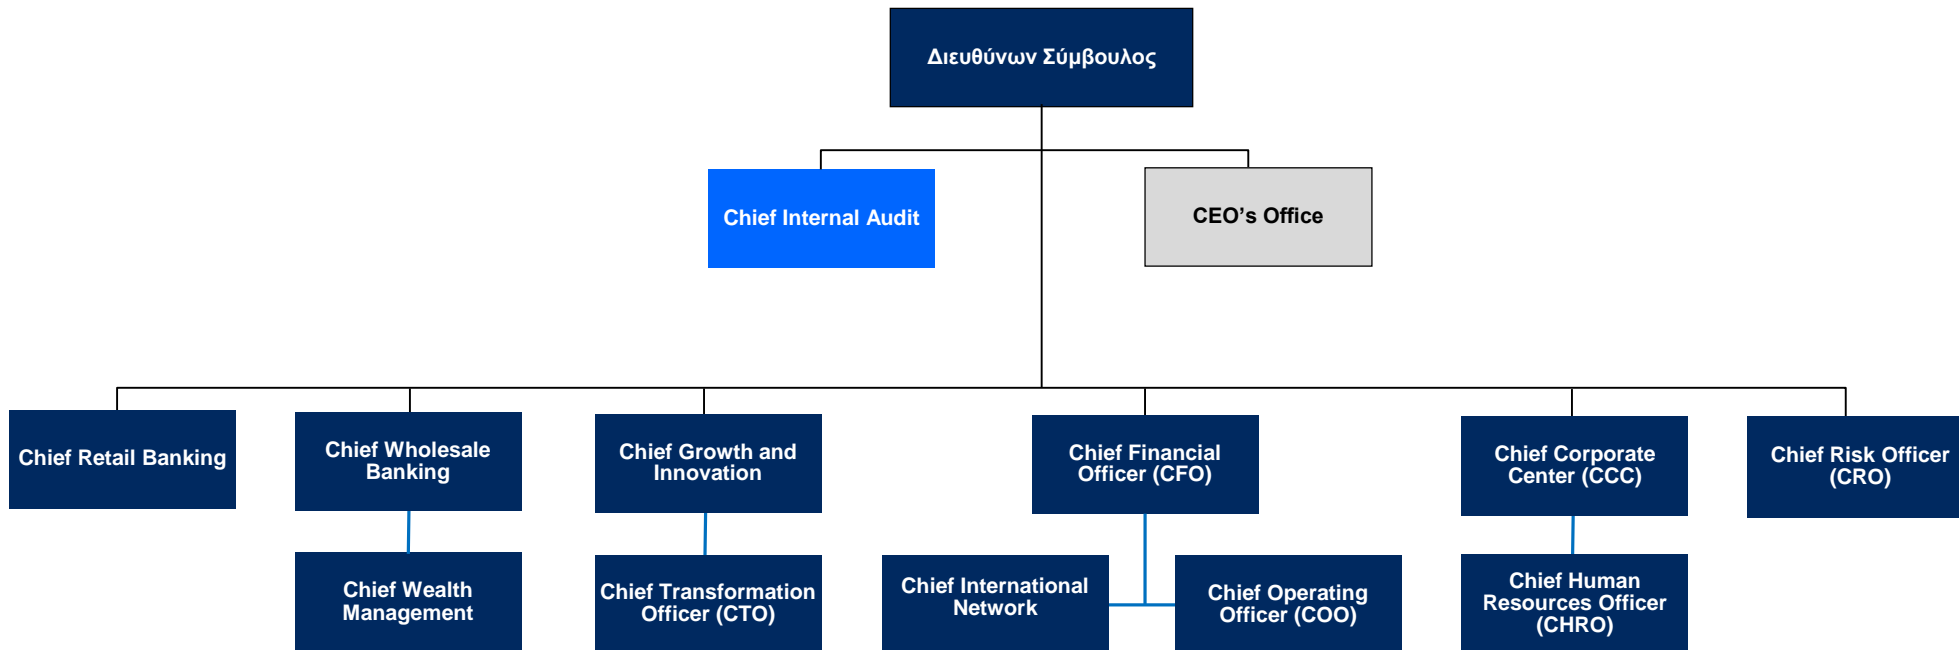 Διευθύνων Σύμβουλος
Chief Internal Audit
CEO’s Office
Chief Retail Banking
Chief Wholesale
Banking
Chief Growth and
Innovation
Chief Financial
Officer (CFO)
Chief Corporate
Center (CCC)
Chief Risk Officer
(CRO)
Chief Wealth
Management
Chief Transformation
Officer (CTO)
Chief International
Network
Chief Operating
Officer (COO)
Chief Human
Resources Officer
(CHRO)